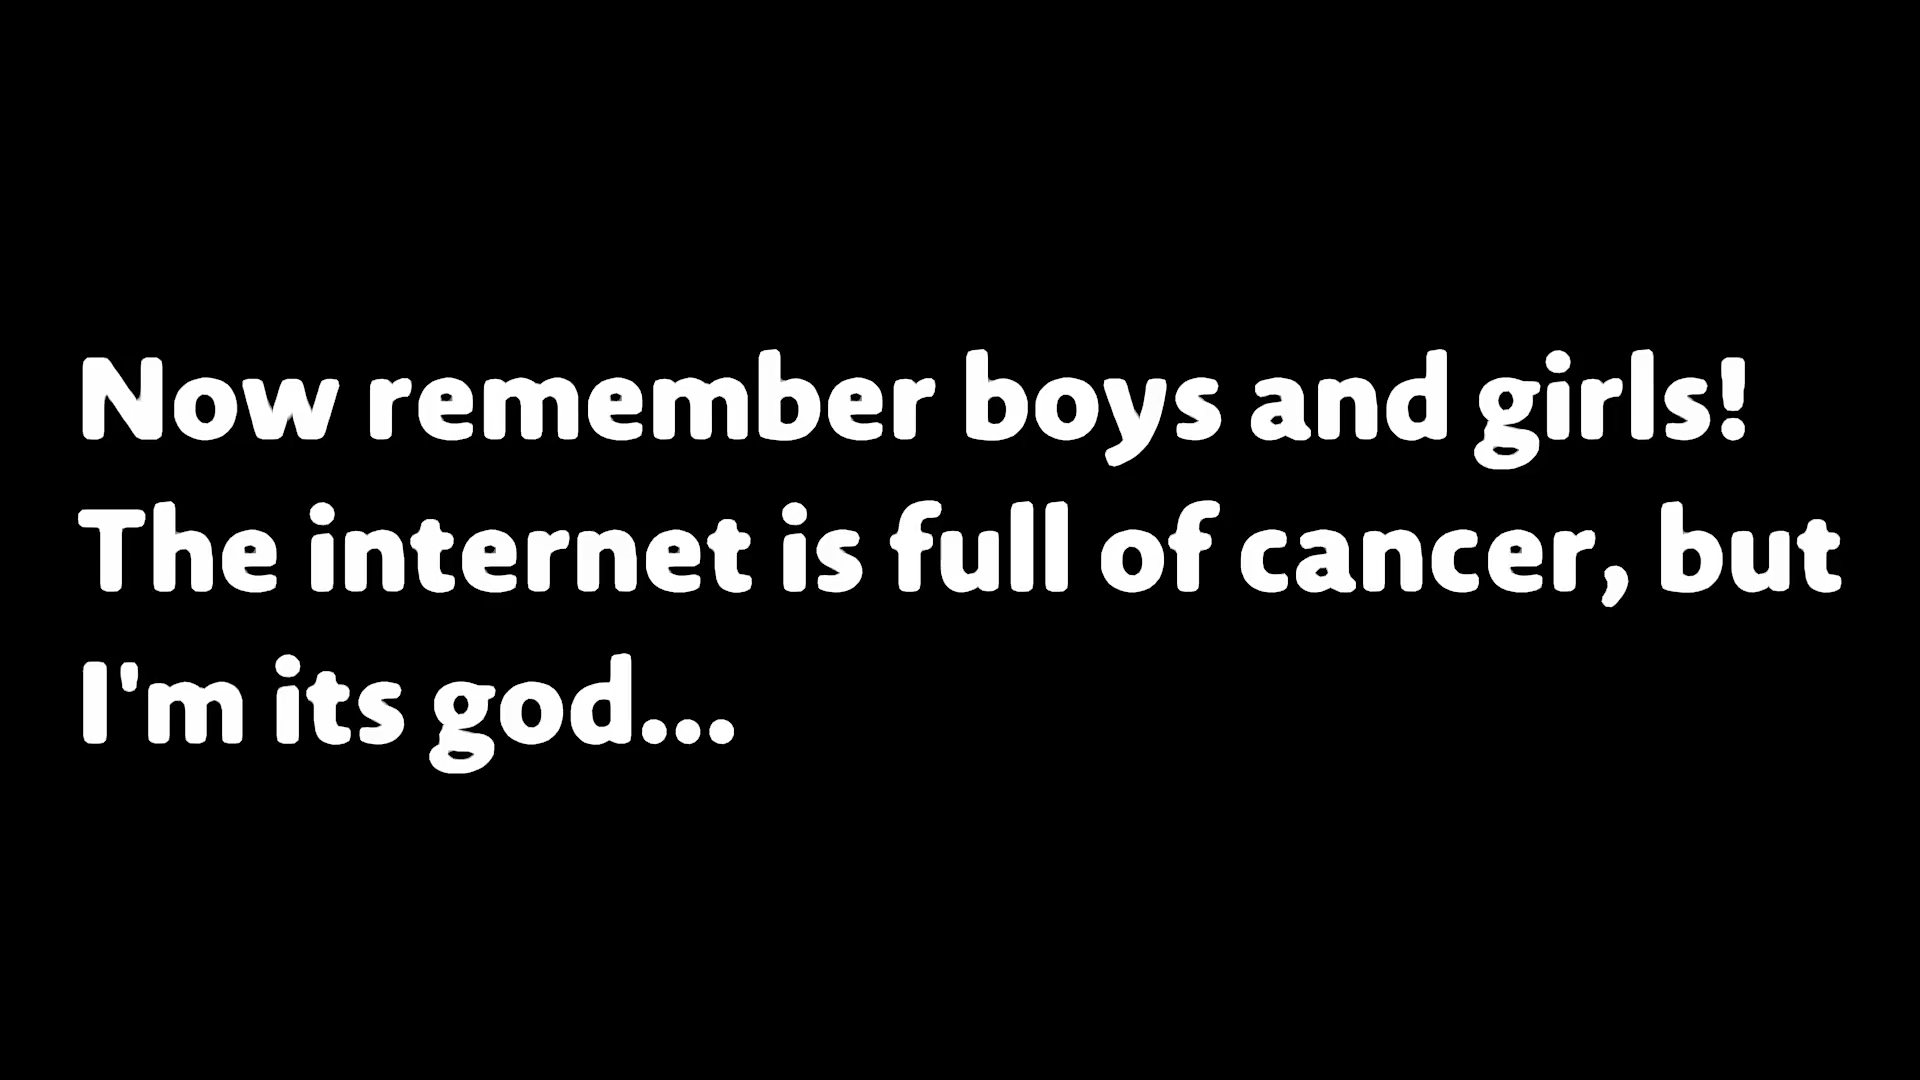 Now remember boys and girls!
The internet is full of cancer, but
I'm its god...